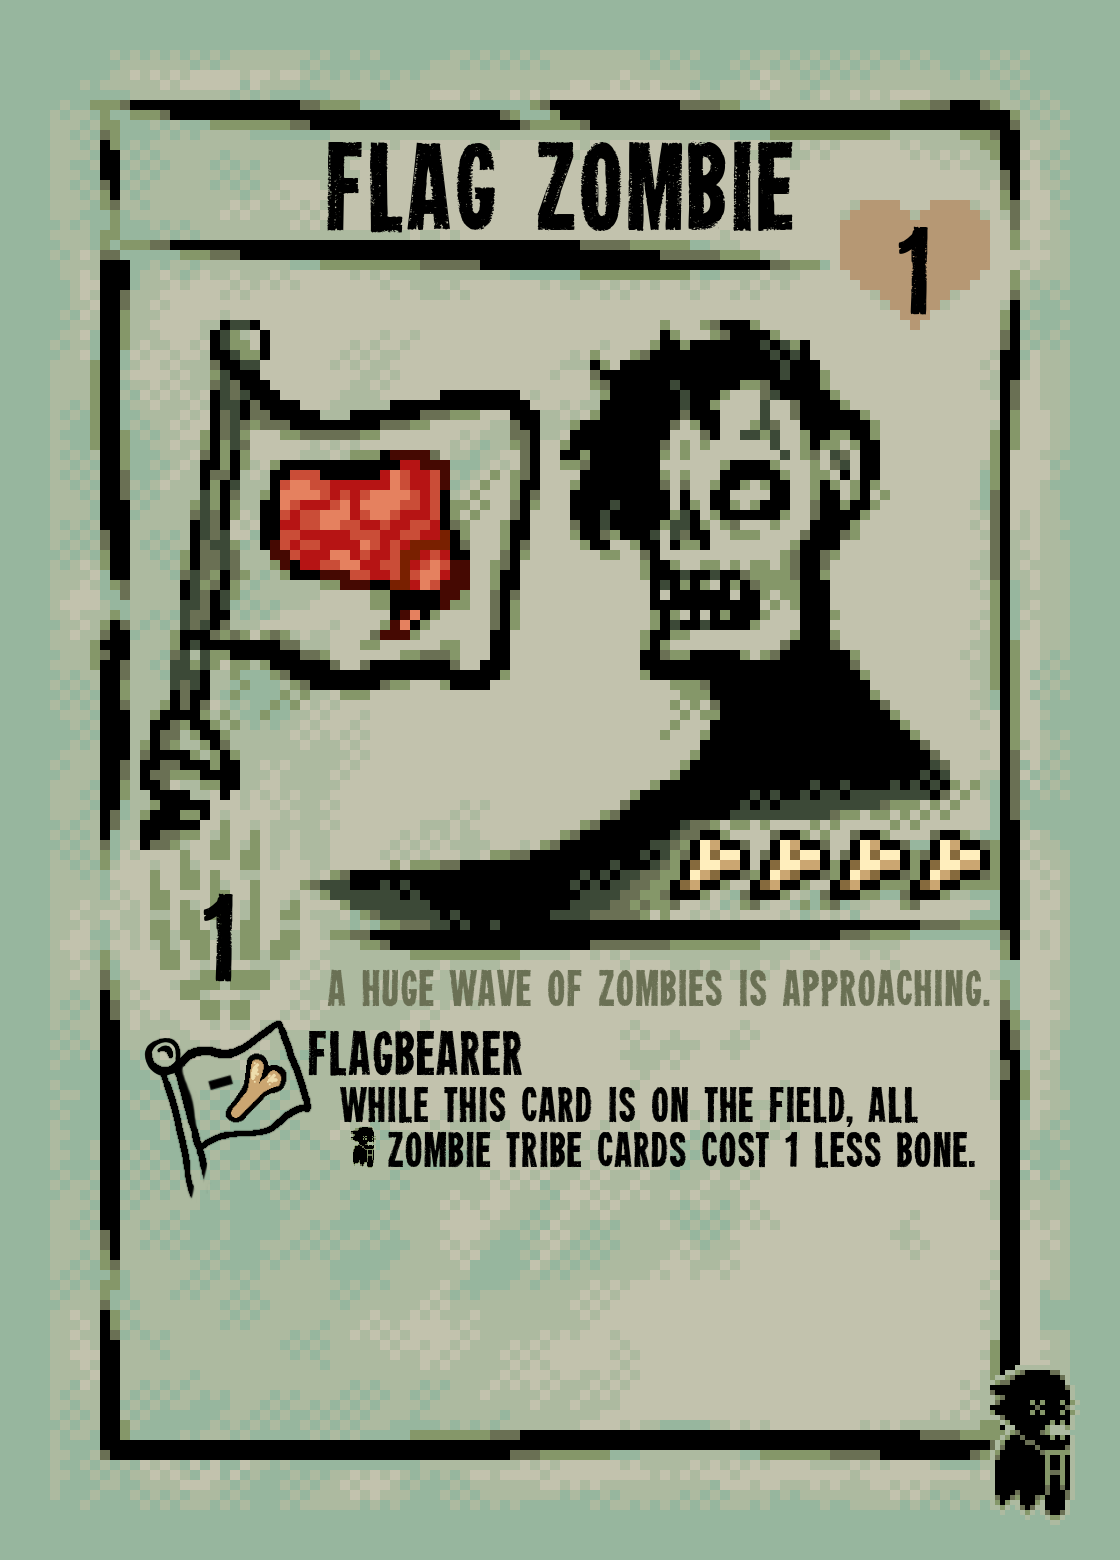 FLAG ZOMBIE
1
1
A HUGE WAVE OF ZOMBIES IS APPROACHING.
FLAGBEARER
WHILE THIS CARD IS ON THE FIELD, ALL
ZOMBIE TRIBE CARDS COST 1 LESS BONE.